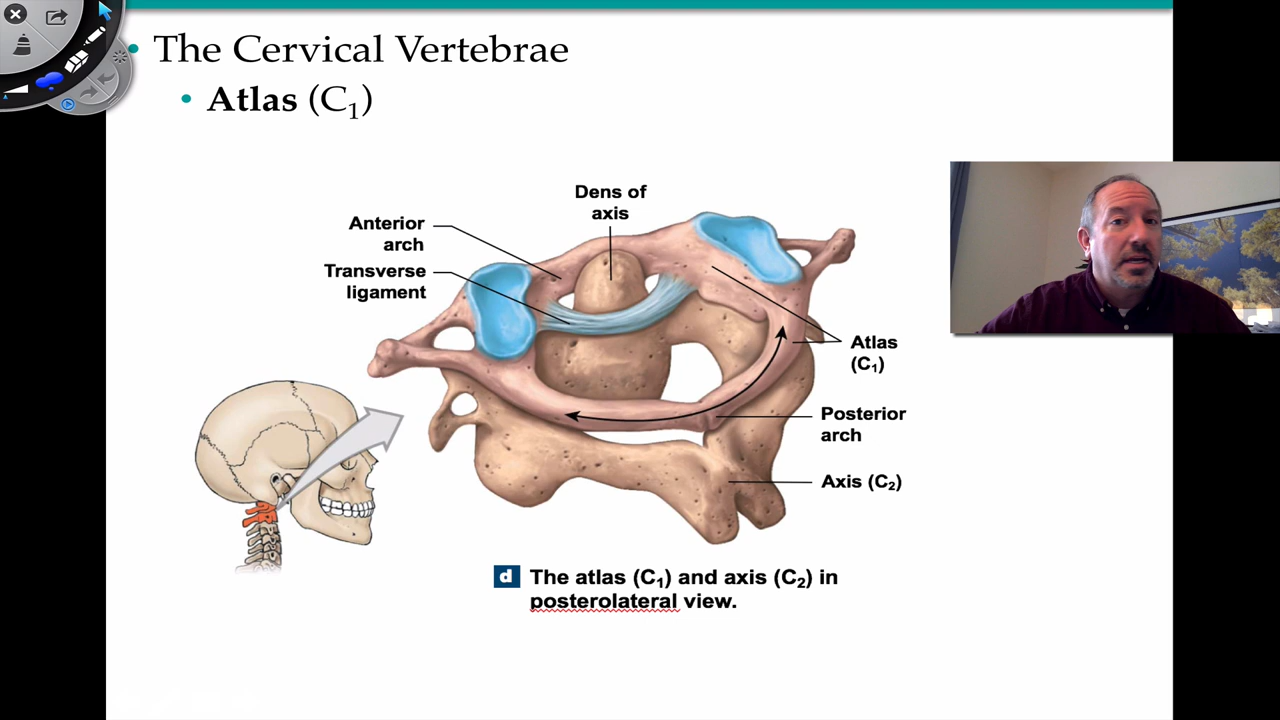 The Cervical Vertebrae
Atlas (C₁)
Dens of
axis
Anterior
arch
Transverse
ligament
Atlas
(C₁)
Posterior
arch
Axis (C₂)
d The atlas (C₁) and axis (C₂) in
posterolateral view.